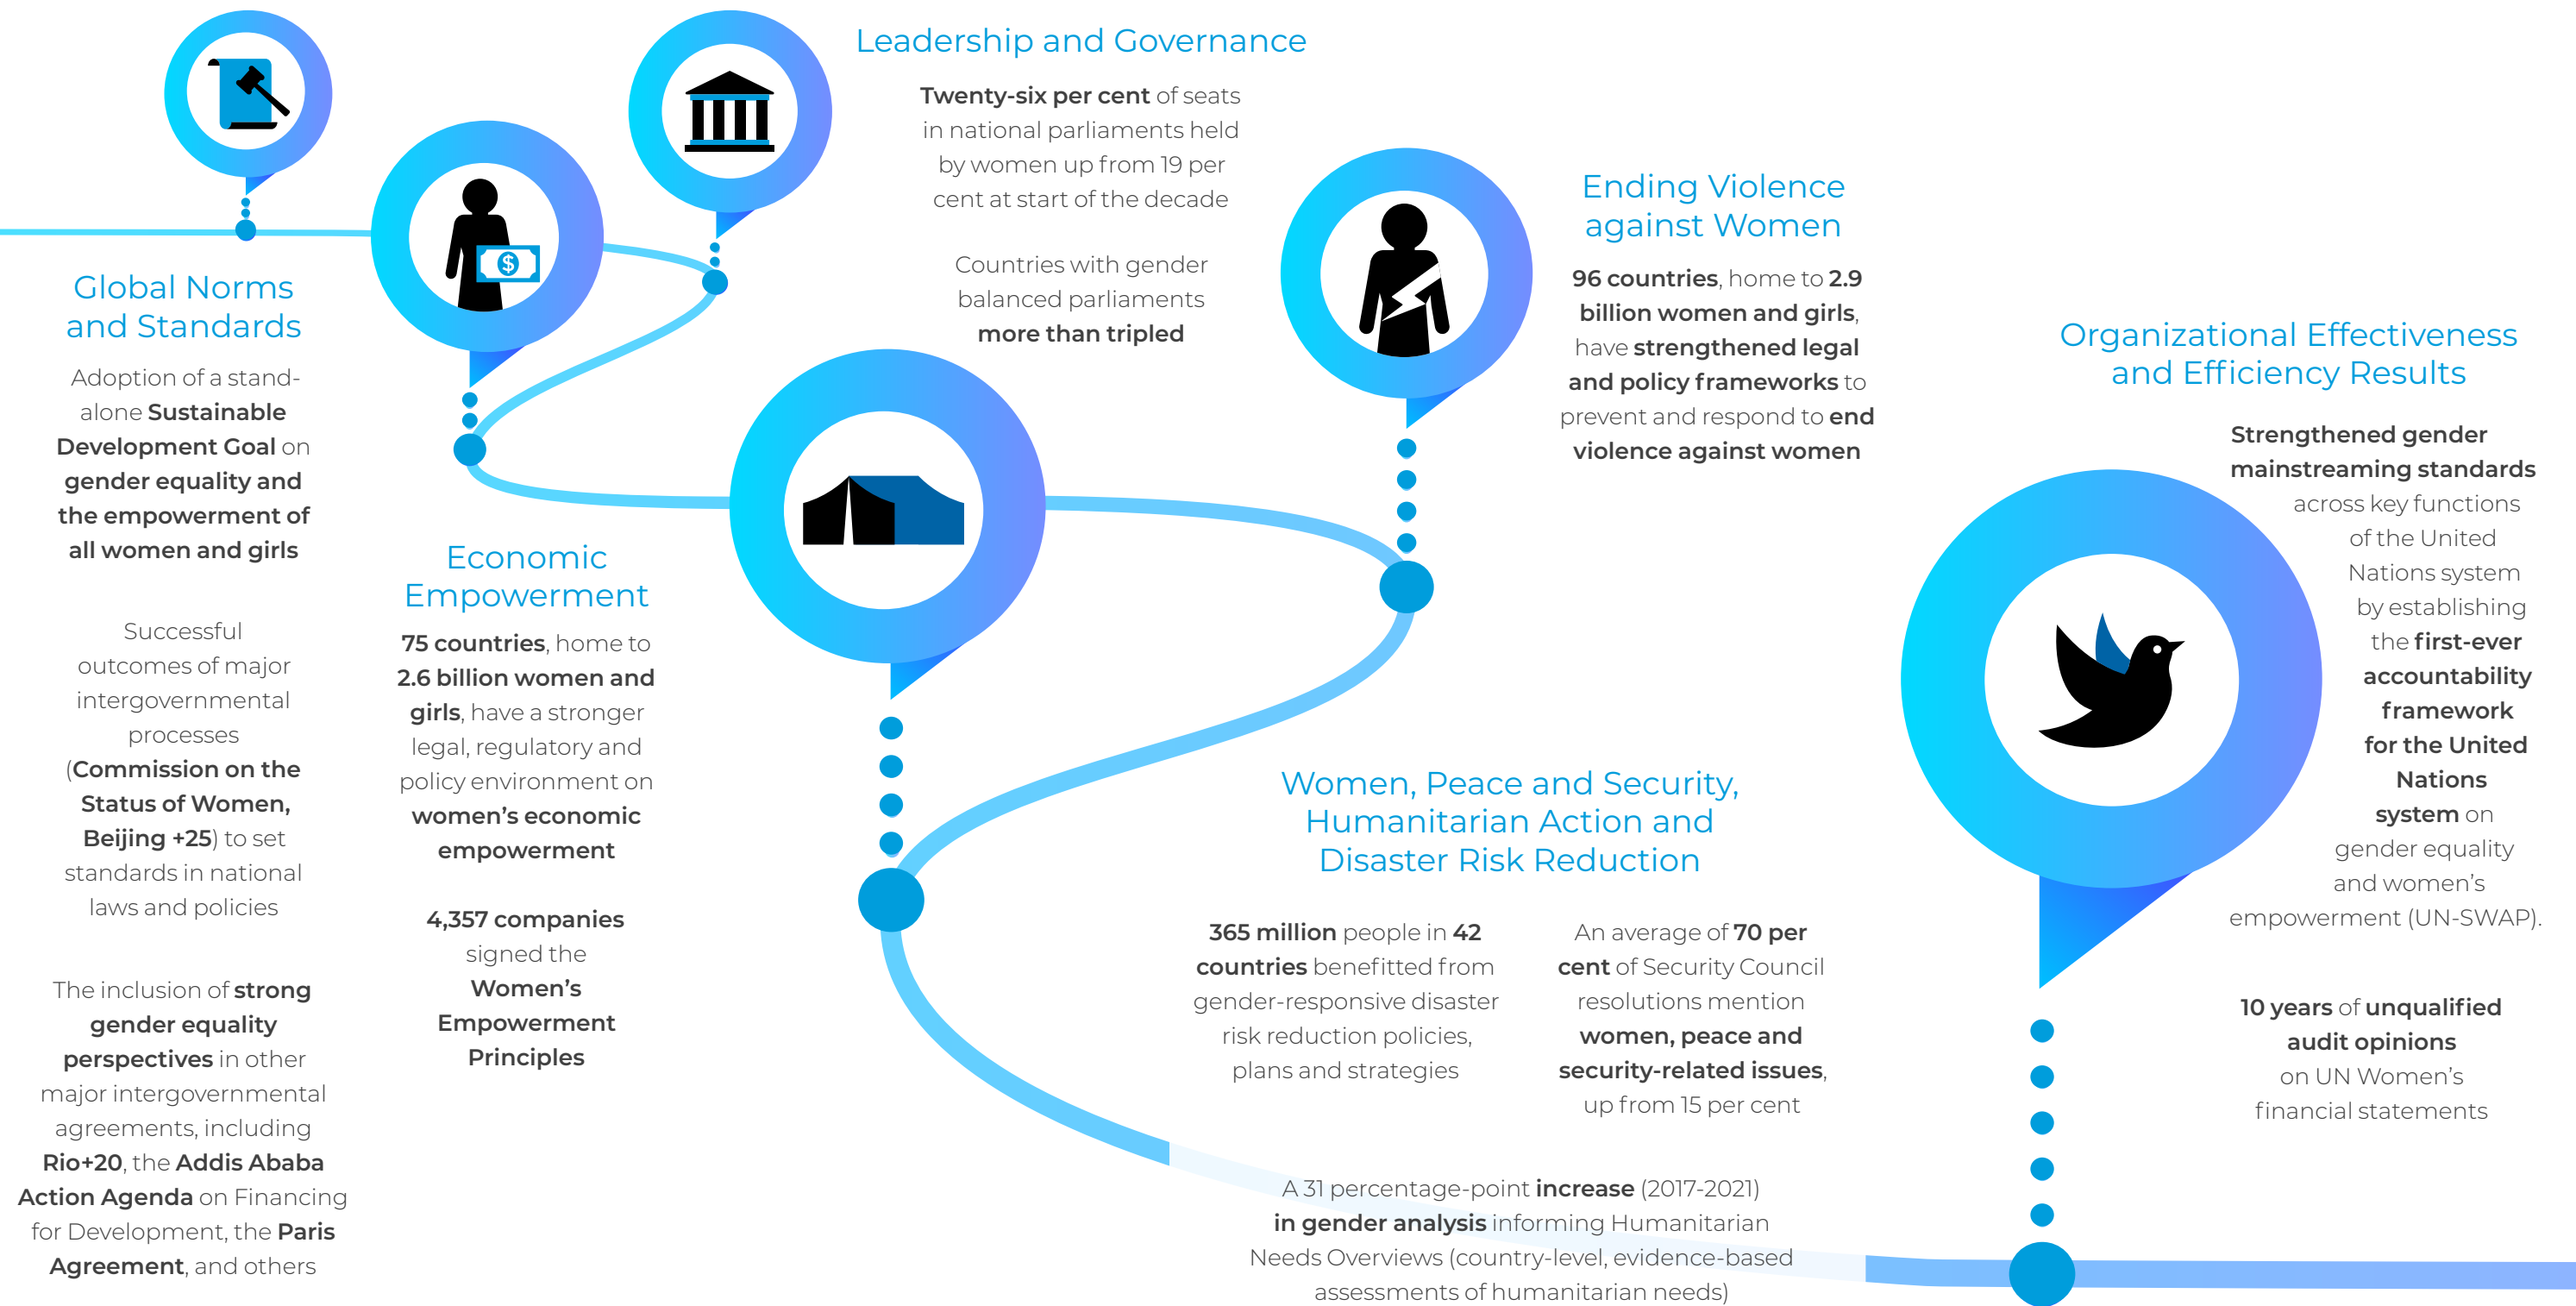 Global Norms
and Standards
Adoption of a stand-
alone Sustainable
Development Goal on
gender equality and
the empowerment of
all women and girls
Successful
outcomes of major
intergovernmental
processes
(Commission on the
Status of Women,
Beijing +25) to set
standards in national
laws and policies
The inclusion of strong
gender equality
perspectives in other
major intergovernmental
agreements, including
Rio+20, the Addis Ababa
Action Agenda on Financing
for Development, the Paris
Agreement, and others
$
Economic
Empowerment
75 countries, home to
2.6 billion women and
girls, have a stronger
legal, regulatory and
policy environment on
women's economic
empowerment
4,357 companies
signed the
Women's
Empowerment
Principles
Leadership and Governance
Twenty-six per cent of seats
in national parliaments held
by women up from 19 per
cent at start of the decade
Countries with gender
balanced parliaments
more than tripled
Ending Violence
against Women
96 countries, home to 2.9
billion women and girls,
have strengthened legal
and policy frameworks to
prevent and respond to end
violence against women
Women, Peace and Security,
Humanitarian Action and
Disaster Risk Reduction
365 million people in 42
countries benefitted from
gender-responsive disaster
risk reduction policies,
plans and strategies
An average of 70 per
cent of Security Council
resolutions mention
women, peace and
security-related issues,
up from 15 per cent
A 31 percentage-point increase (2017-2021)
in gender analysis informing Humanitarian
Needs Overviews (country-level, evidence-based
assessments of humanitarian needs)
Organizational Effectiveness
and Efficiency Results
Strengthened gender
mainstreaming standards
across key functions
of the United
Nations system
by establishing
the first-ever
accountability
framework
for the United
Nations
system on
gender equality
and women's
empowerment (UN-SWAP).
10 years of unqualified
audit opinions
on UN Women's
financial statements